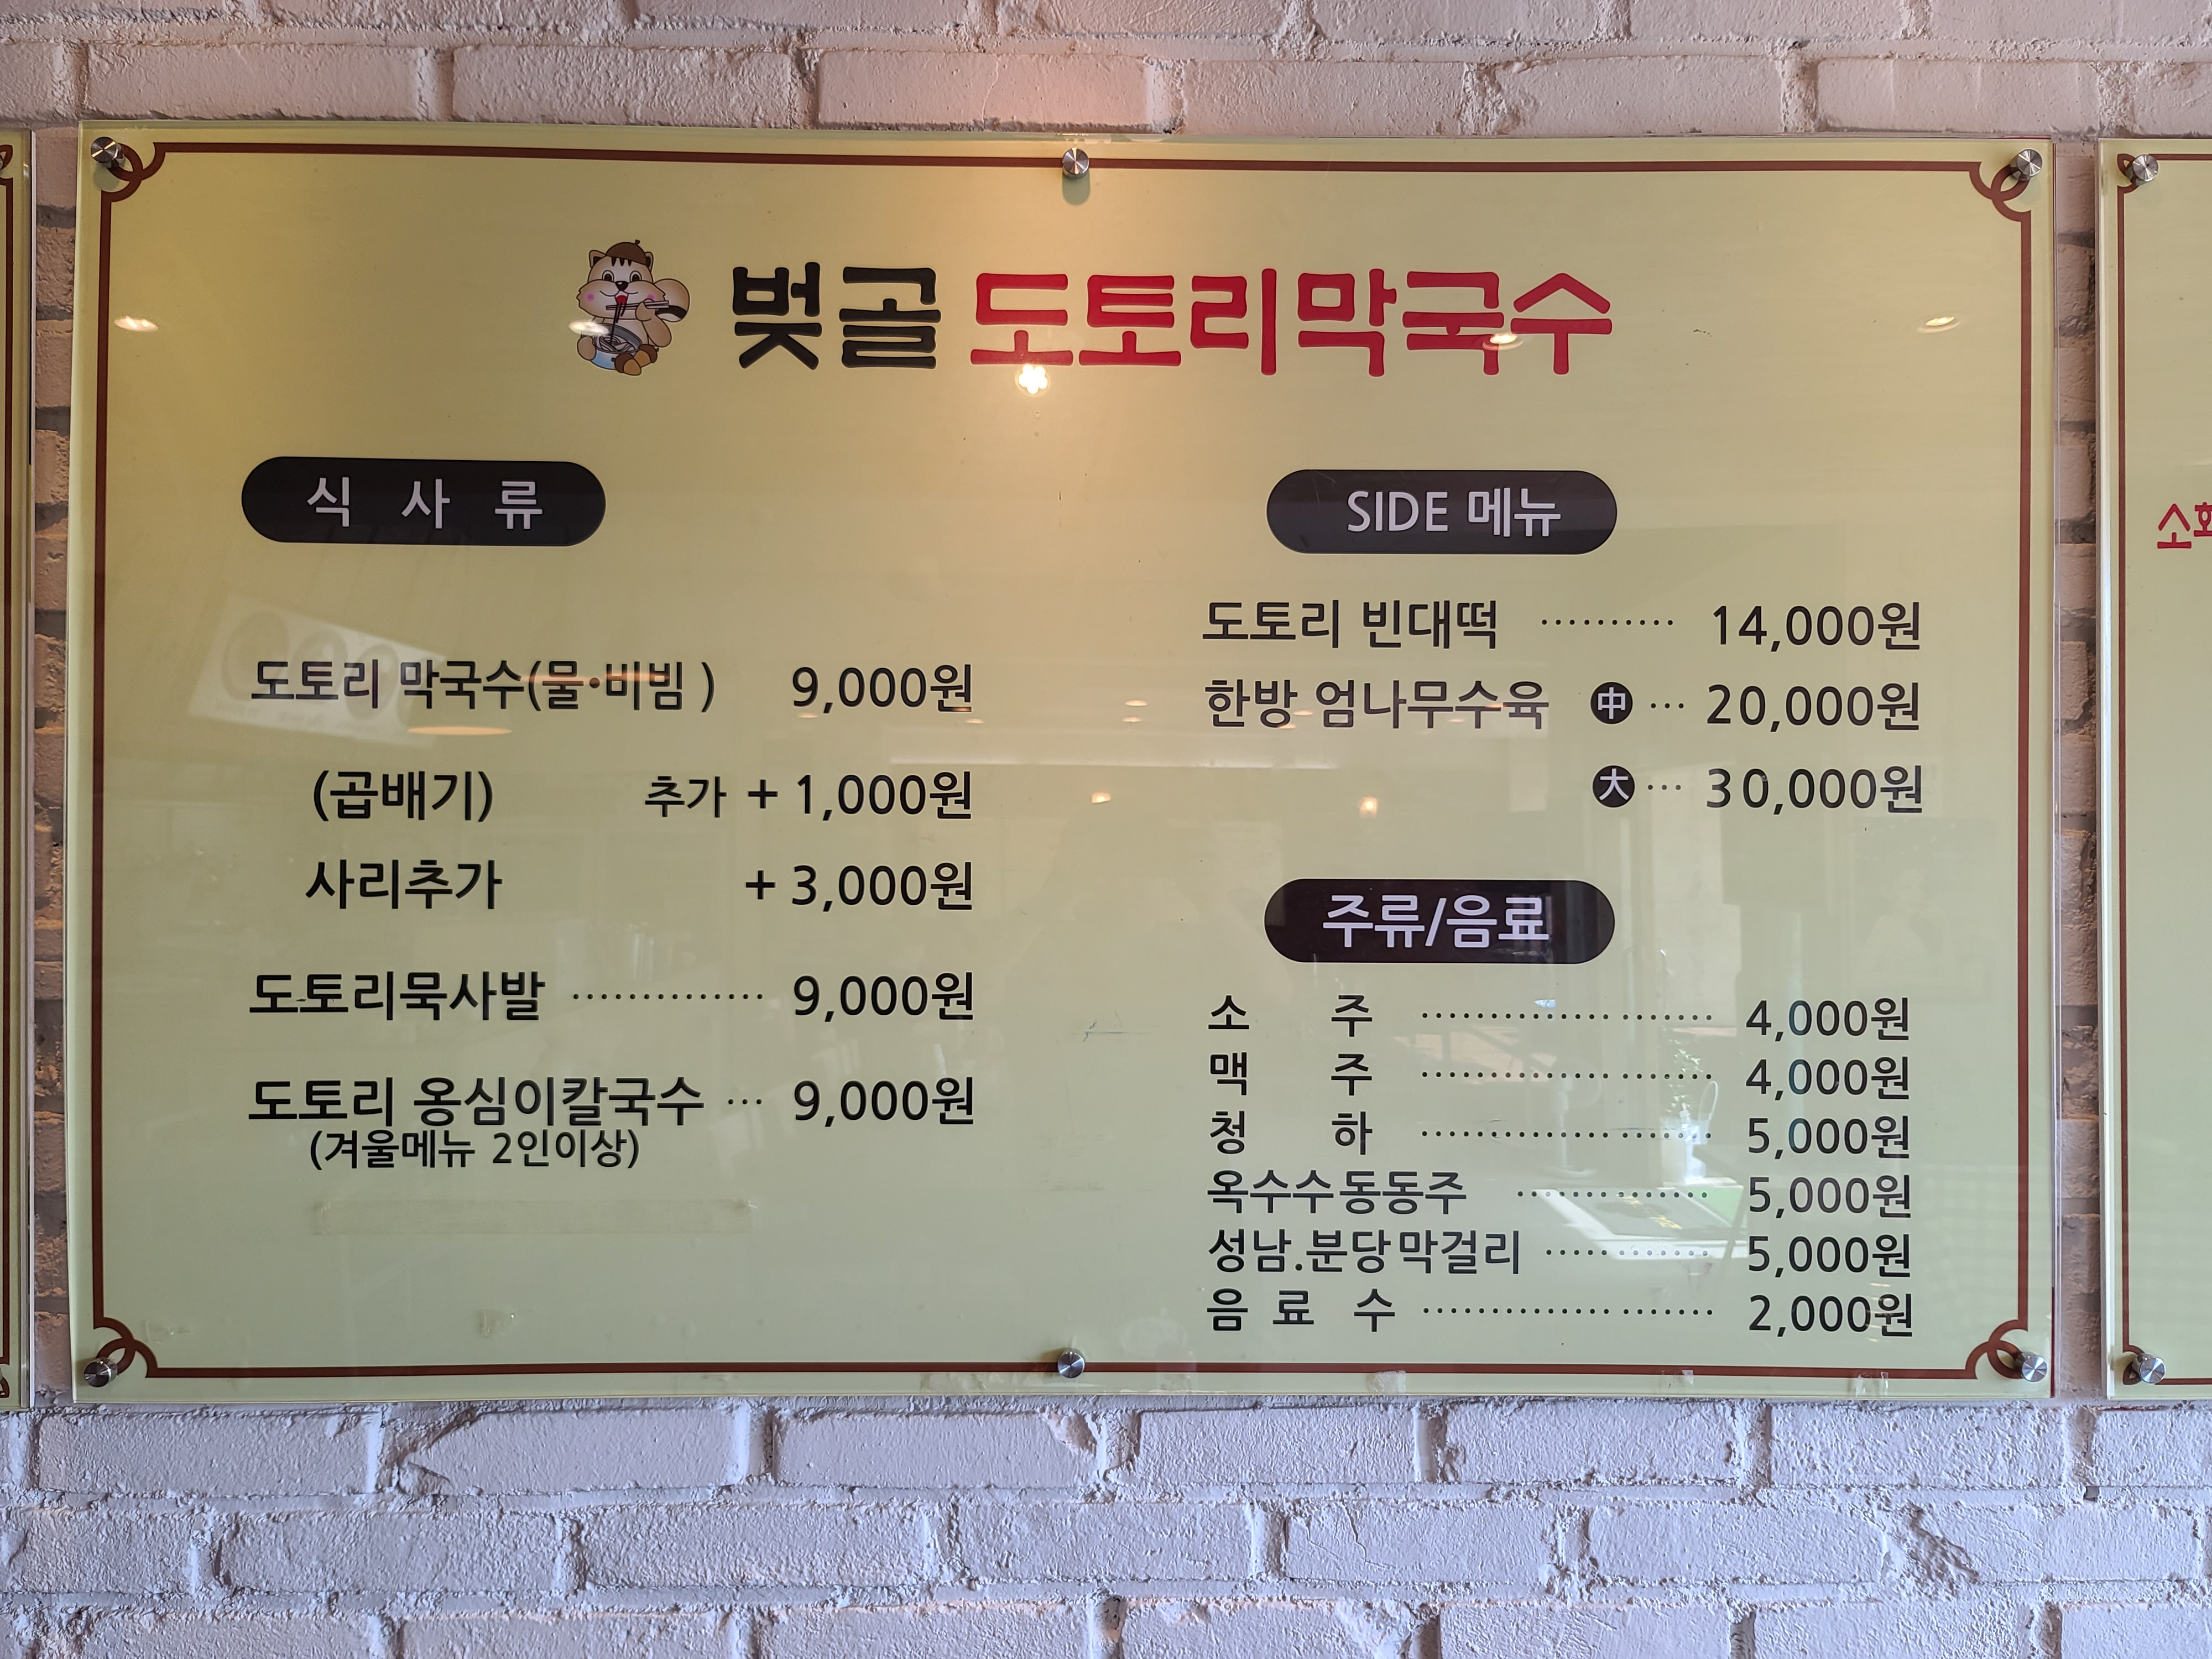 벚골 도토리막국수
식 사 류
도토리 막국수(물·비빔 ) 9,000원
(곱배기) 추가 + 1,000원
사리추가 + 3,000원
도토리묵사발 ·············· 9,000원
도토리 옹심이칼국수 ··· 9,000원
(겨울메뉴 2인이상)
SIDE 메뉴
도토리 빈대떡 ·········· 14,000원
한방 엄나무수육 中 ··· 20,000원
大 ··· 30,000원
주류/음료
소 주 ····················· 4,000원
맥 주 ····················· 4,000원
청 하 ····················· 5,000원
옥수수동동주 ·············· 5,000원
성남.분당막걸리 ············ 5,000원
음 료 수 ····················· 2,000원